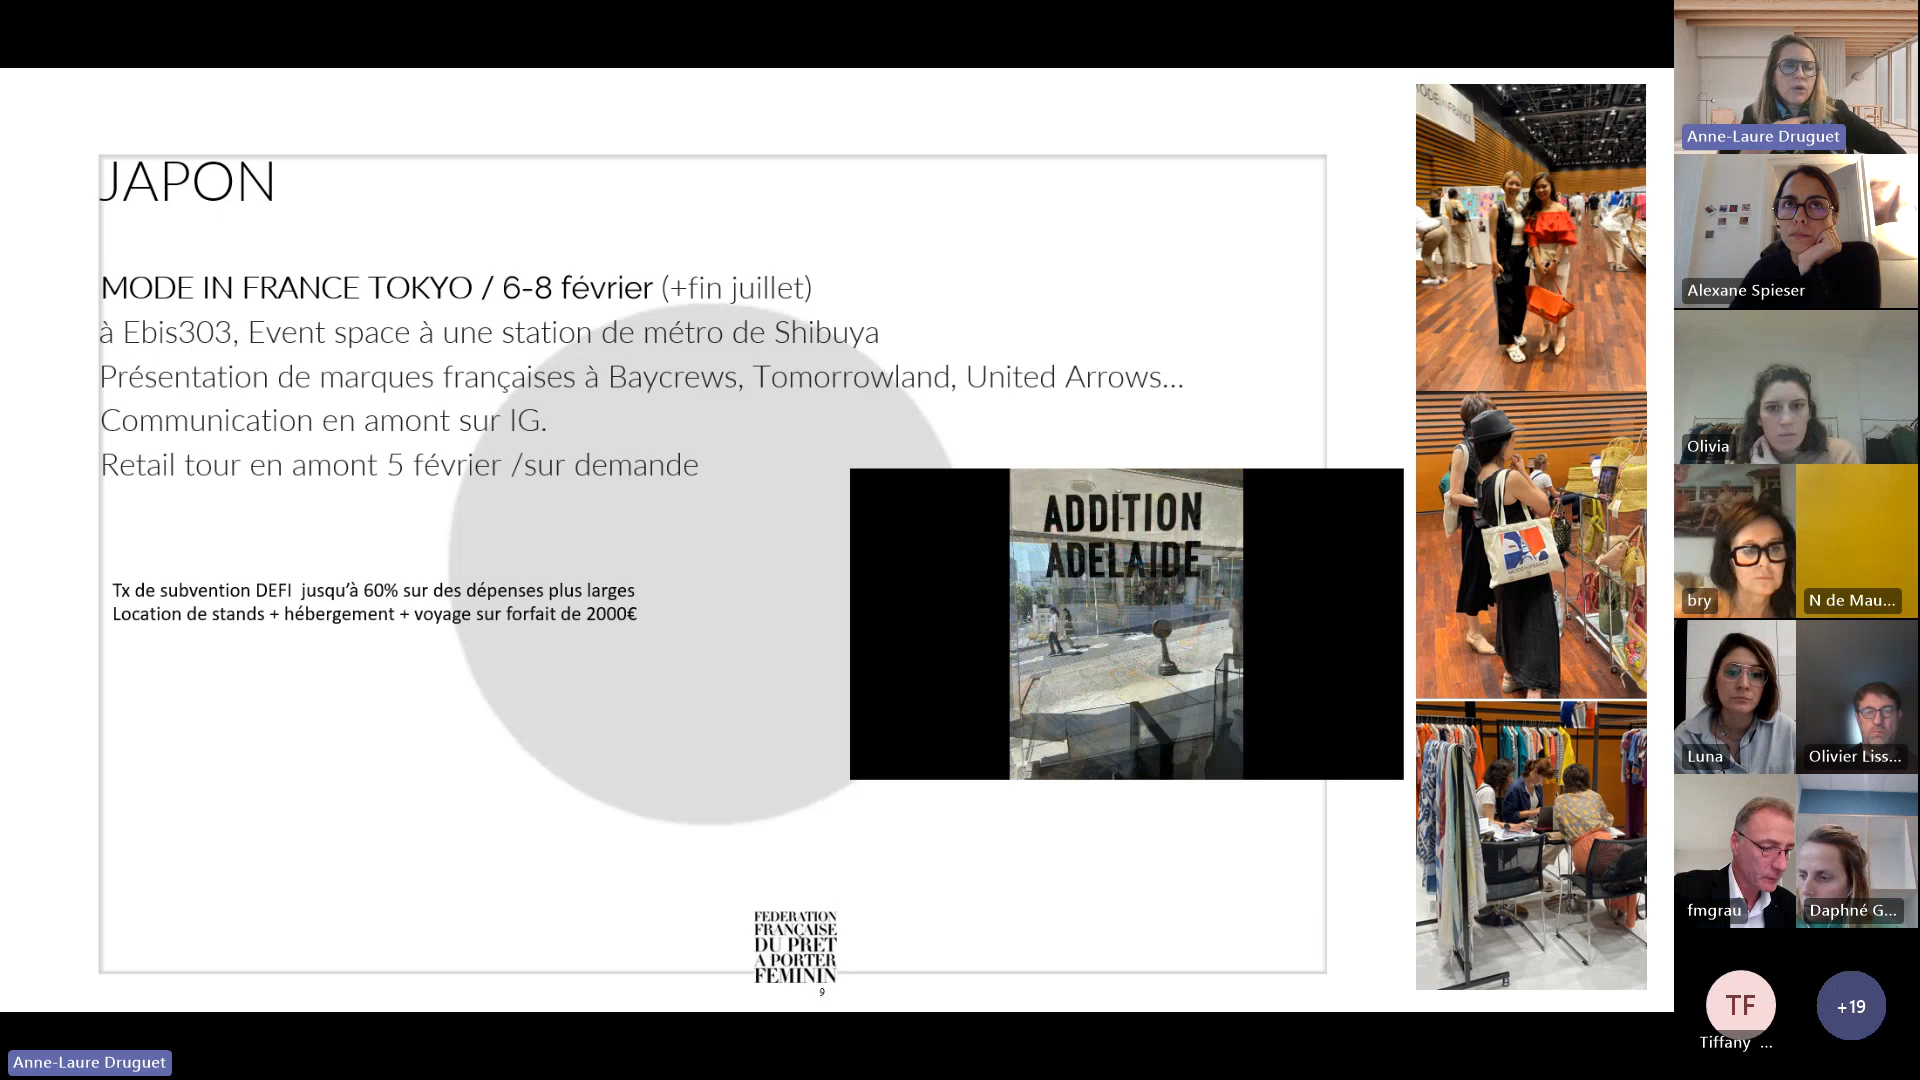 JAPON
MODE IN FRANCE TOKYO / 6-8 février (+fin juillet)
à Ebis303, Event space à une station de métro de Shibuya
Présentation de marques françaises à Baycrews, Tomorrowland, United Arrows...
Communication en amont sur IG.
Retail tour en amont 5 février /sur demande
Tx de subvention DEFI  jusqu'à 60% sur des dépenses plus larges
Location de stands + hébergement + voyage sur forfait de 2000€
ADDITION
ADELAIDE
FEDERATION
FRANÇAISE
DU PRET
A PORTER
FEMININ
9
MODE IN FRANCE
Anne-Laure Druguet
Alexane Spieser
Olivia
bry
N de Mau...
Luna
Olivier Liss...
fmgrau
Daphné G...
TF
Tiffany ...
+19
Anne-Laure Druguet